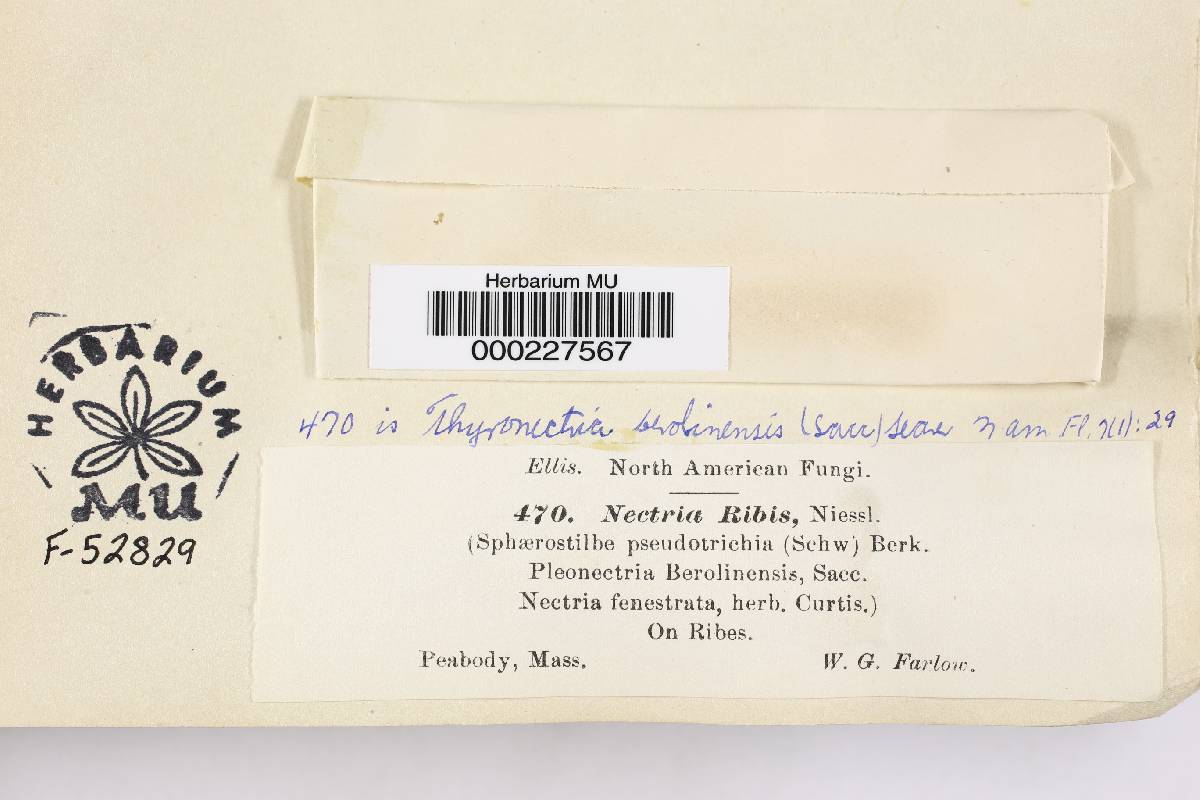 Herbarium MU
000227567
HERBARIUM
MU
F-52829
470 is Thyronectria berolinensis (Sacc) Seav n am Fl. 3(1): 29
Ellis. North American Fungi.
470. Nectria Ribis, Niessl.
(Sphærostilbe pseudotrichia (Schw) Berk.
Pleonectria Berolinensis, Sacc.
Nectria fenestrata, herb. Curtis.)
On Ribes.
Peabody, Mass. W. G. Farlow.